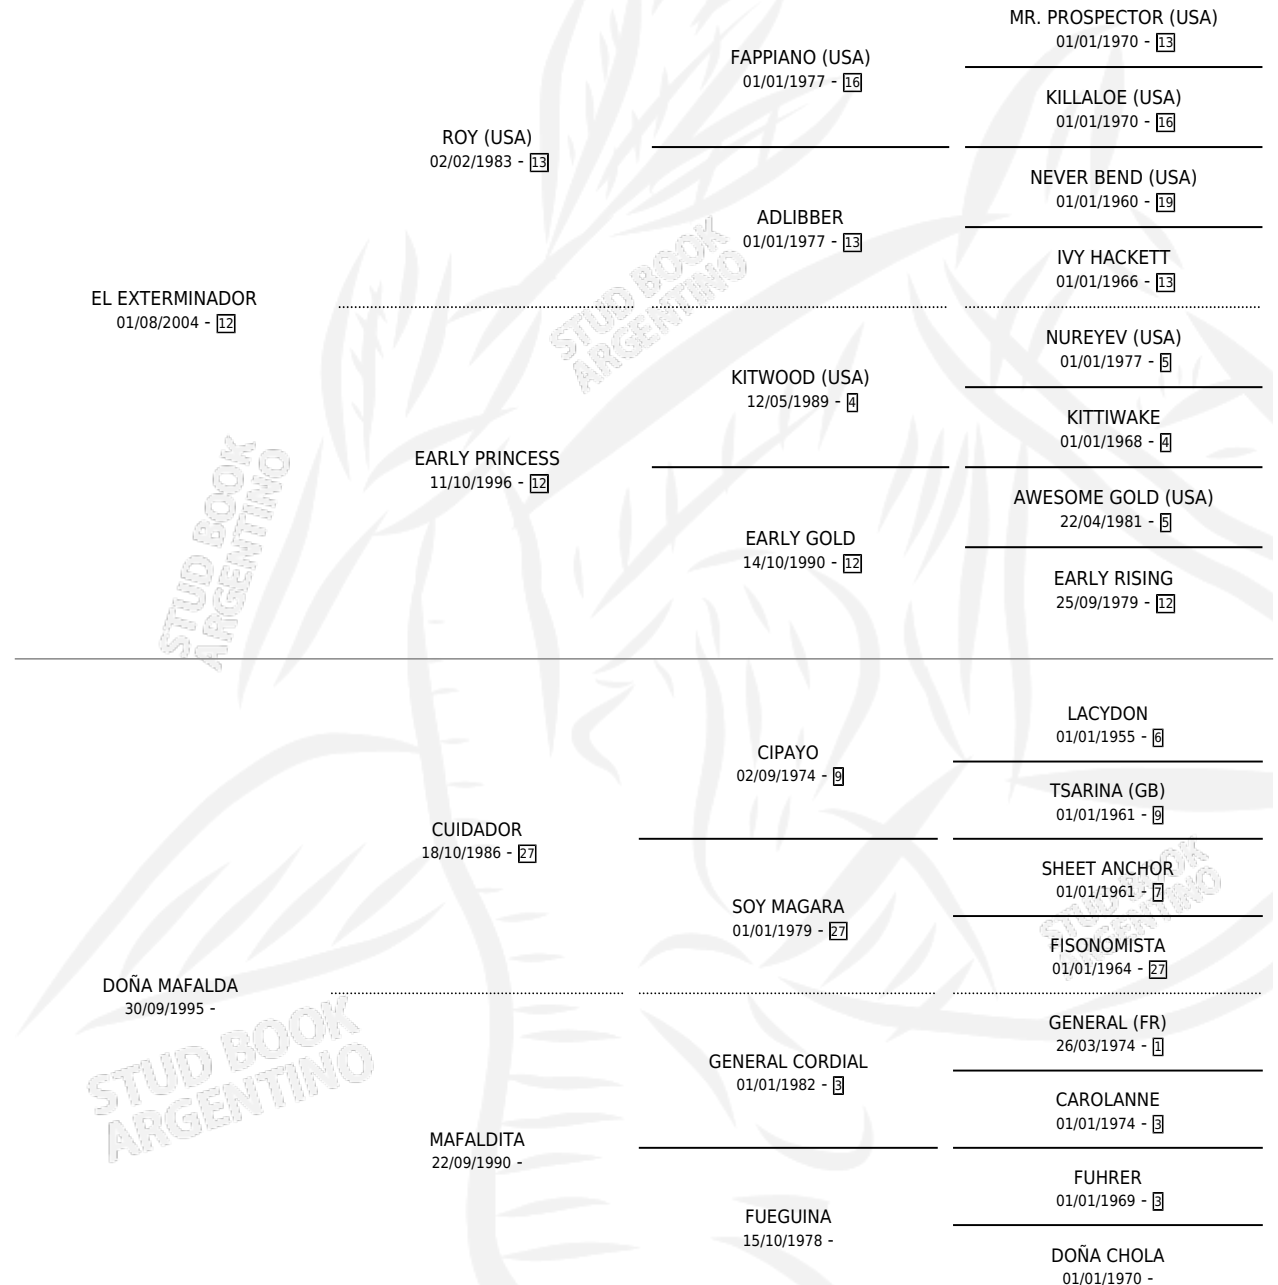 MR. PROSPECTOR (USA)
01/01/1970 - 13
FAPPIANO (USA)
01/01/1977 - 16
KILLALOE (USA)
01/01/1970 - 16
ROY (USA)
02/02/1983 - 13
NEVER BEND (USA)
01/01/1960 - 19
ADLIBBER
01/01/1977 - 13
IVY HACKETT
01/01/1966 - 13
EL EXTERMINADOR
01/08/2004 - 12
NUREYEV (USA)
01/01/1977 - 5
KITWOOD (USA)
12/05/1989 - 4
KITTIWAKE
01/01/1968 - 4
EARLY PRINCESS
11/10/1996 - 12
AWESOME GOLD (USA)
22/04/1981 - 5
EARLY GOLD
14/10/1990 - 12
EARLY RISING
25/09/1979 - 12
LACYDON
01/01/1955 - 6
CIPAYO
02/09/1974 - 9
TSARINA (GB)
01/01/1961 - 9
CUIDADOR
18/10/1986 - 27
SHEET ANCHOR
01/01/1961 - 7
SOY MAGARA
01/01/1979 - 27
FISONOMISTA
01/01/1964 - 27
DOÑA MAFALDA
30/09/1995 -
GENERAL (FR)
26/03/1974 - 1
GENERAL CORDIAL
01/01/1982 - 3
CAROLANNE
01/01/1974 - 3
MAFALDITA
22/09/1990 -
FUHRER
01/01/1969 - 3
FUEGUINA
15/10/1978 -
DOÑA CHOLA
01/01/1970 -
STUD BOOK
ARGENTINO
STUD BOOK
ARGENTINO
STUD BOOK
ARGENTINO
STUD BOOK
ARGENTINO